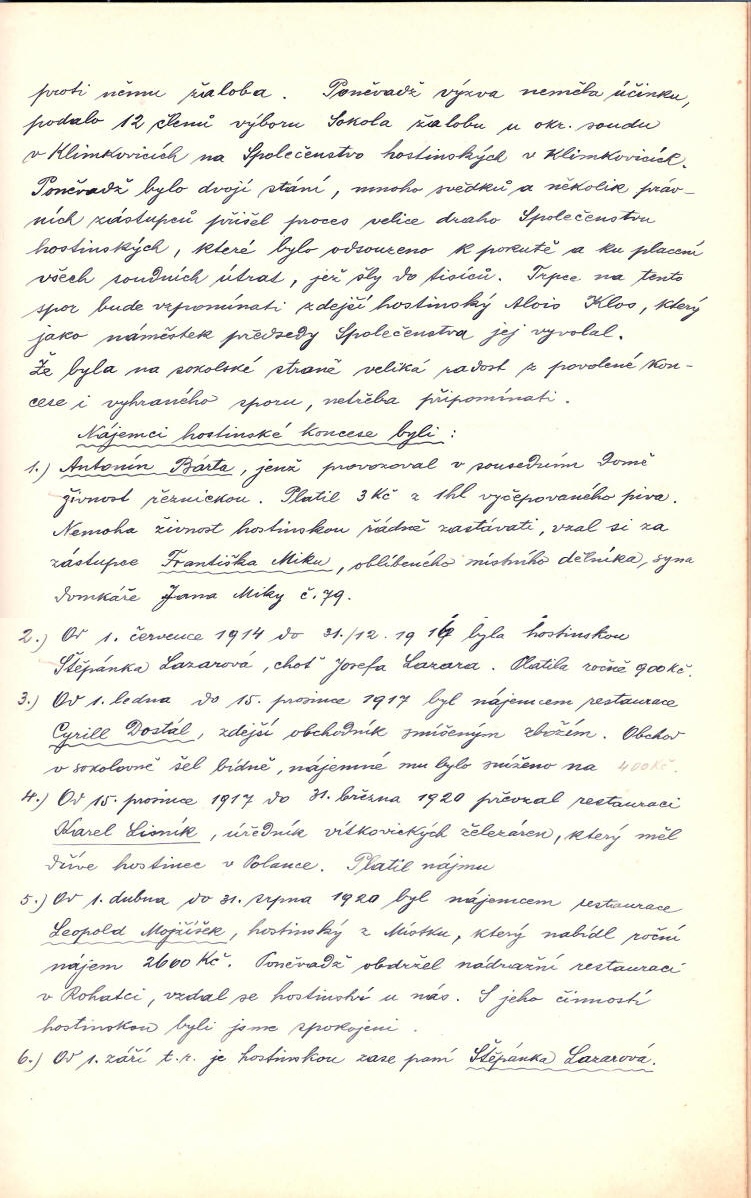 proti němu žaloba. Poněvadž výzva neměla účinku,
podalo 12 členů výboru Sokola žalobu u okr. soudu
v Klimkovicích na Společenstvo hostinských v Klimkovicích.
Poněvadž bylo dvojí stání, mnoho svědků a několik práv-
ních zástupců přišel proces velice draho Společenstvu
hostinských, které bylo odsouzeno k pokutě a ku placení
všech soudních útrat, jež šly do tisíců. Trpce na tento
spor bude vzpomínati zdejší hostinský Alois Klos, který
jako náměstek předsedy Společenstva jej vyvolal.
Že byla na sokolské straně veliká radost z povolené kon-
cese i vyhraného sporu, netřeba připomínati.
Nájemci hostinské koncese byli:
1.) Antonín Bárta, jenž provozoval v sousedním domě
živnost řeznickou. Platil 3 Kč z 1hl vyčepovaného piva.
Nemoha živnost hostinskou řádně zastávati, vzal si za
zástupce Františka Miku, oblíbeného místního dělníka, syna
domkáře Jana Miky č. 79.
2.) Od 1. července 1914 do 31./12. 19 byla hostinskou
Štěpánka Lazarová, choť Josefa Lazara. Platila ročně 900 Kč.
3.) Od 1. ledna do 15. prosince 1917 byl nájemcem restaurace
Cyrill Dostál, zdejší obchodník smíšeným zbožím. Obchod
v sokolovně šel bídně, nájemné mu bylo sníženo na 400 Kč.
4.) Od 15. prosince 1917 do 31. března 1920 převzal restauraci
Karel Lisník, úředník vítkovických železáren, který měl
dříve hostinec v Polance. Platil nájmu
5.) Od 1. dubna do 31. srpna 1920 byl nájemcem restaurace
Leopold Mojžíšek, hostinský z Místku, který nabídl roční
nájem 2600 Kč. Poněvadž obdržel nádražní restauraci
v Rohatci, vzdal se hostinství u nás. S jeho činností
hostinskou byli jsme spokojeni.
6.) Od 1. září t. r. je hostinskou zase paní Štěpánka Lazarová.